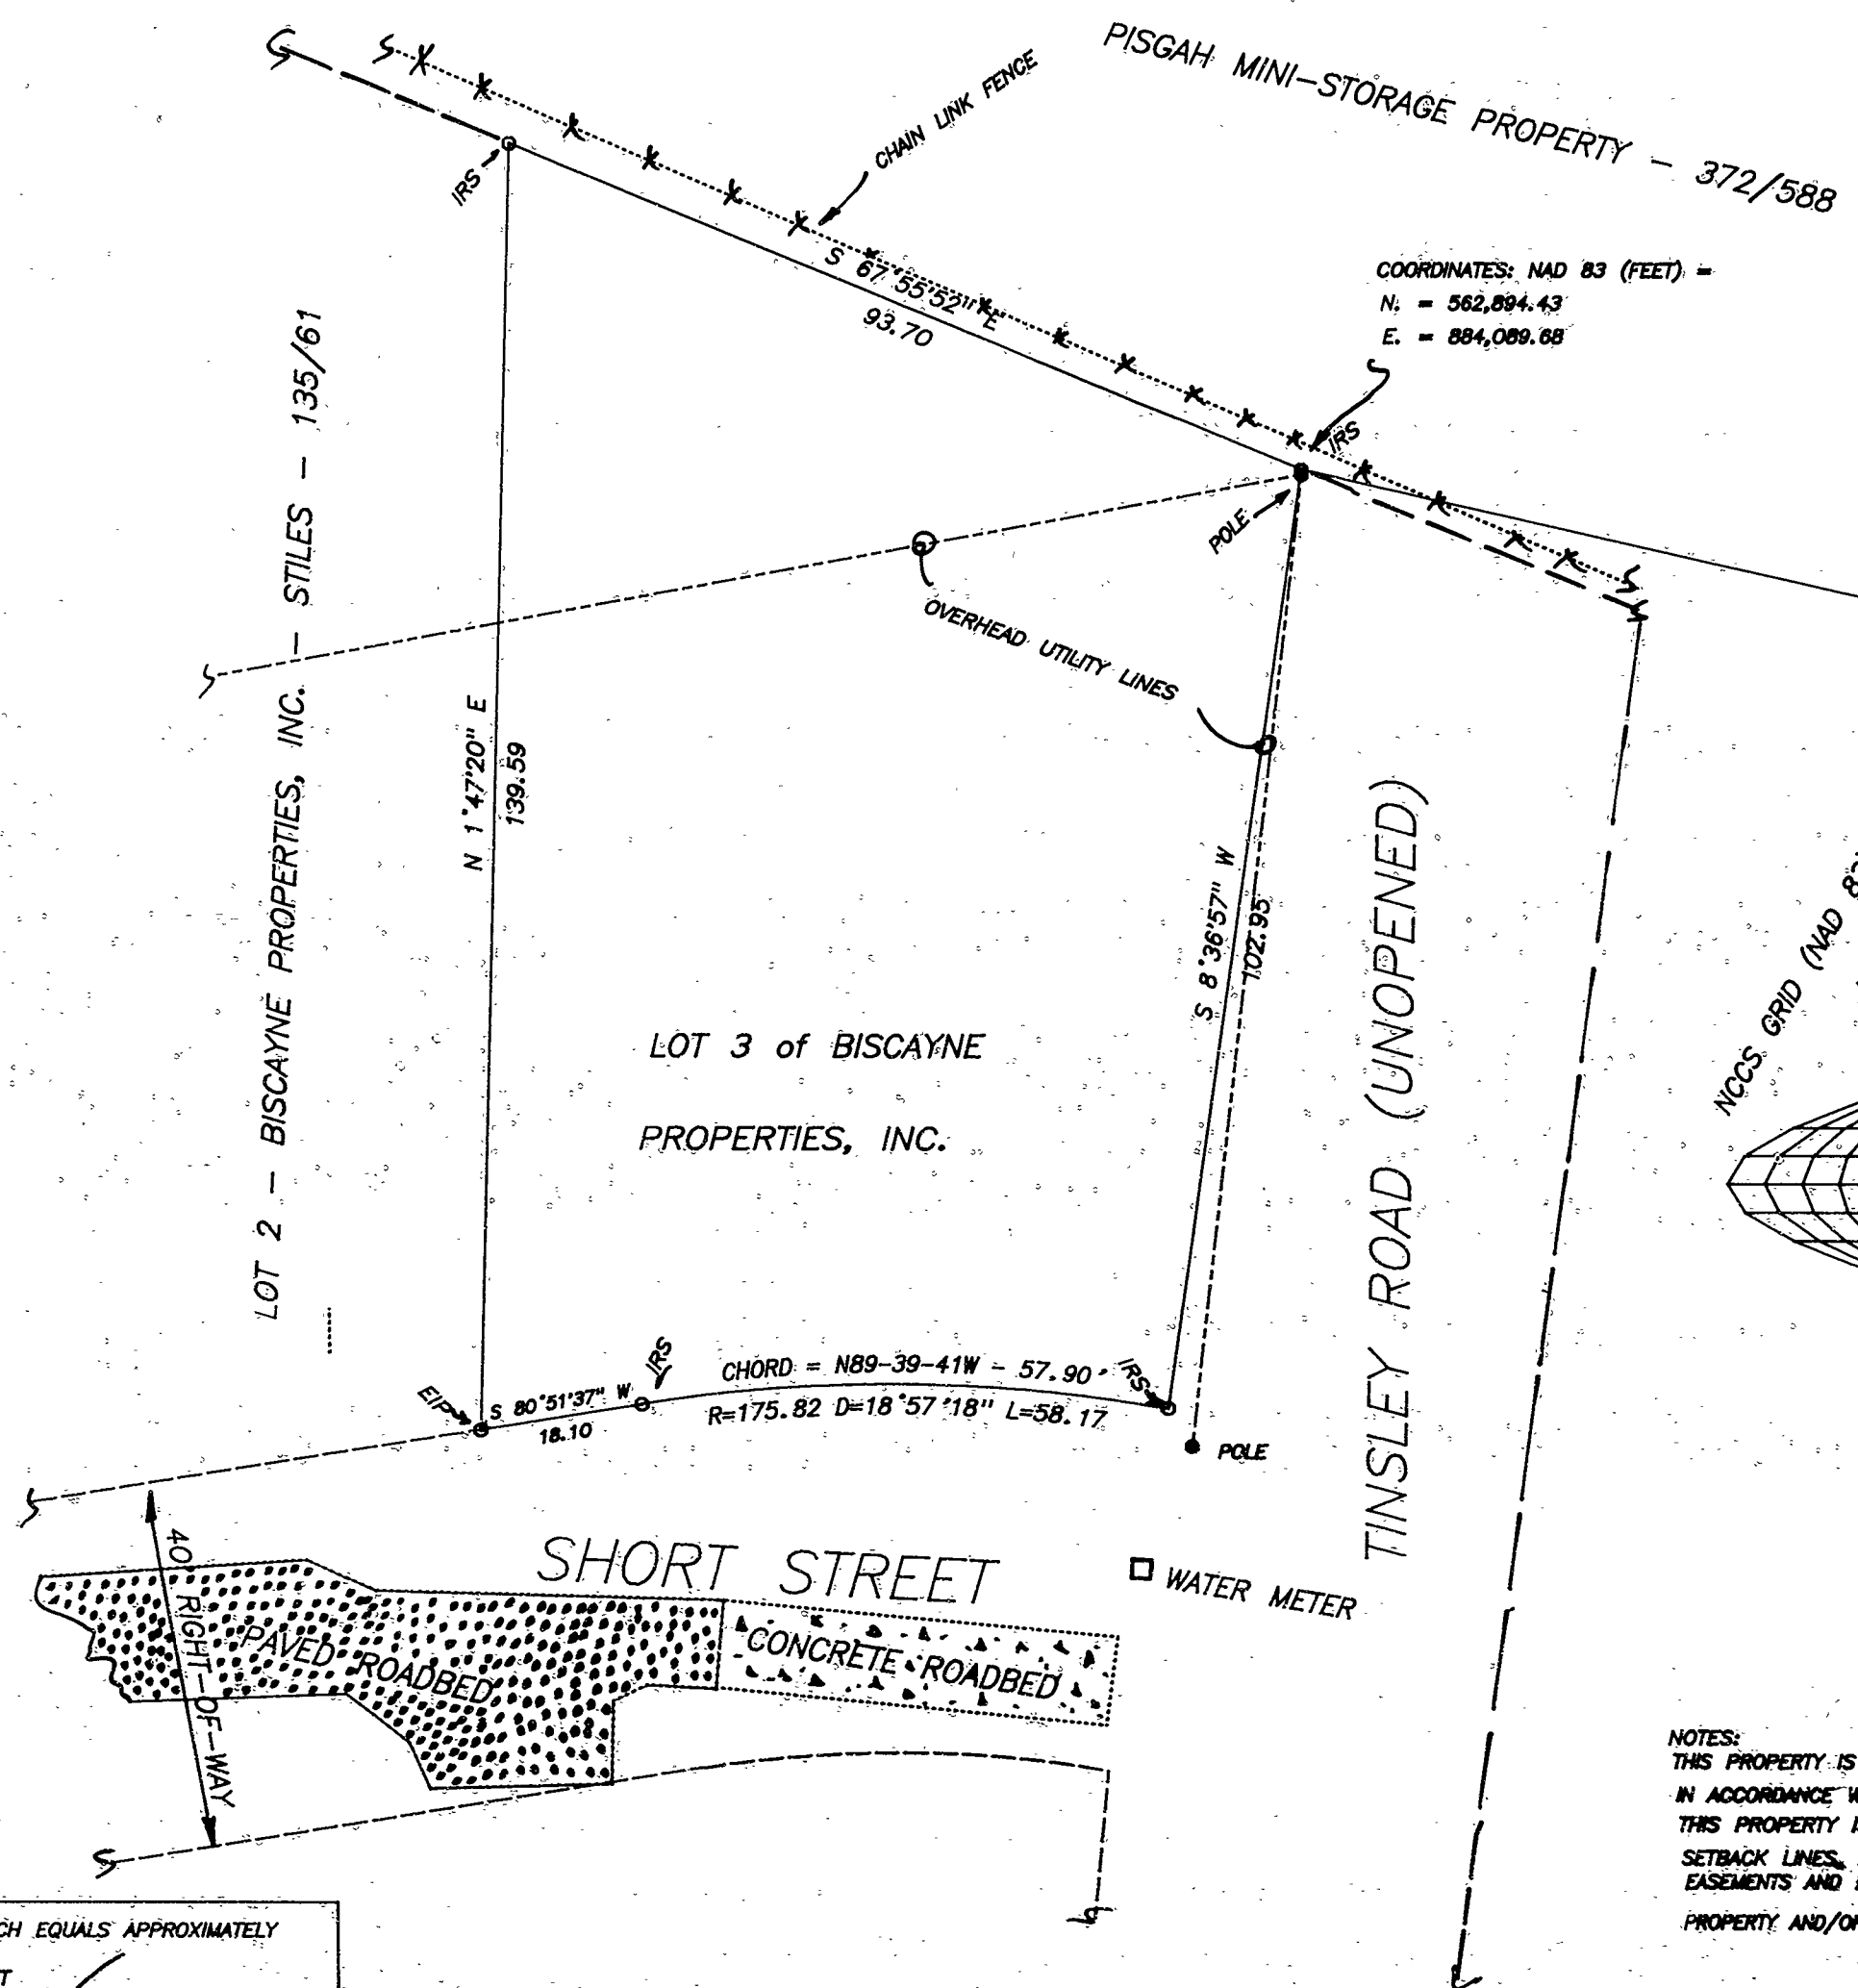 PISGAH MINI-STORAGE PROPERTY - 372/588
CHAIN LINK FENCE
IRS
S 67°55'52" E
93.70
COORDINATES: NAD 83 (FEET) =
N. = 562,894.43
E. = 884,089.68
IRS
POLE
OVERHEAD UTILITY LINES
LOT 2 - BISCAYNE PROPERTIES, INC. - STILES - 135/61
N 1°47'20" E
139.59
S 8°36'57" W
102.95
TINSLEY ROAD (UNOPENED)
NCCS GRID (NAD 83)
LOT 3 of BISCAYNE
PROPERTIES, INC.
EIP
S 80°51'37" W
18.10
IRS
CHORD = N89-39-41W - 57.90'
R=175.82 D=18°57'18" L=58.17
IRS
POLE
SHORT STREET
WATER METER
40' RIGHT-OF-WAY
PAVED ROADBED
CONCRETE ROADBED
NOTES:
THIS PROPERTY IS
IN ACCORDANCE W
THIS PROPERTY I
SETBACK LINES,
EASEMENTS AND
PROPERTY AND/OR
CH EQUALS APPROXIMATELY
T